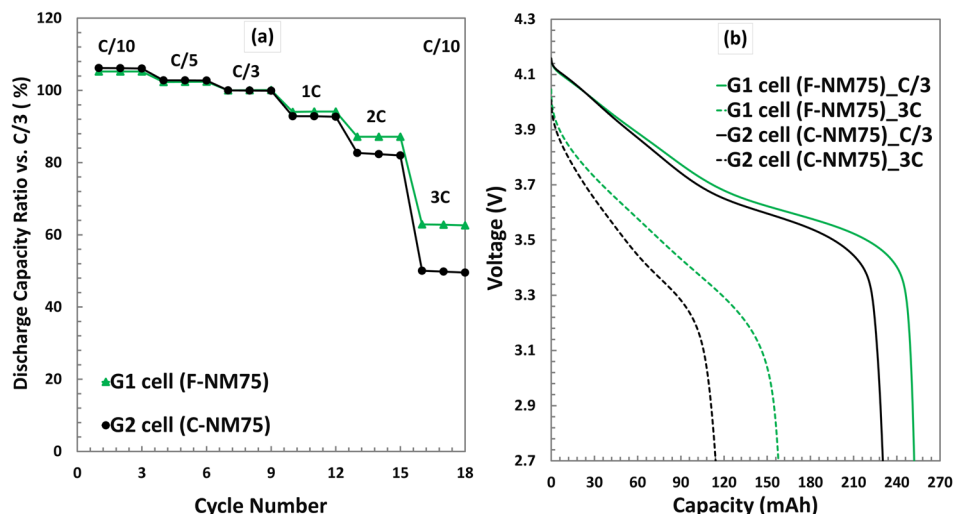 (a)
C/10
C/5
C/3
1C
2C
3C
C/10
G1 cell (F-NM75)
G2 cell (C-NM75)
Discharge Capacity Ratio vs. C/3 ( %)
120
100
80
60
40
20
0
0 3 6 9 12 15 18
Cycle Number
(b)
G1 cell (F-NM75)_C/3
G1 cell (F-NM75)_3C
G2 cell (C-NM75)_C/3
G2 cell (C-NM75)_3C
Voltage (V)
4.3
4.1
3.9
3.7
3.5
3.3
3.1
2.9
2.7
0 30 60 90 120 150 180 210 240 270
Capacity (mAh)